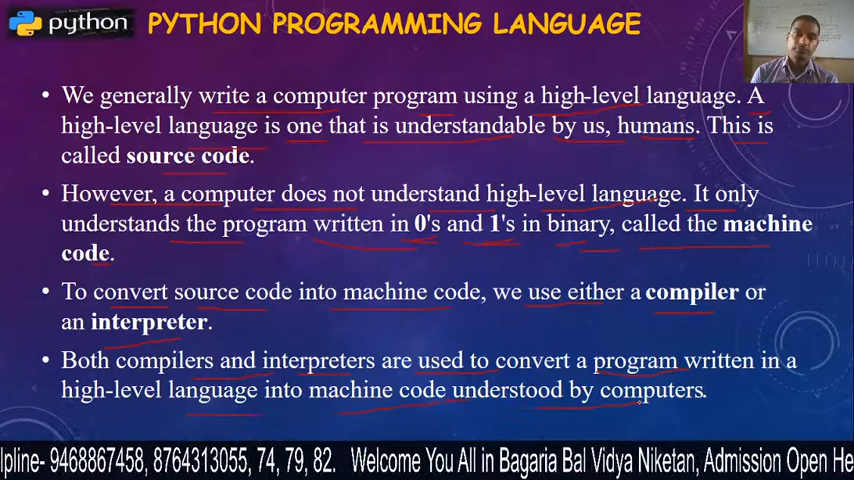 python PYTHON PROGRAMMING LANGUAGE
• We generally write a computer program using a high-level language. A
high-level language is one that is understandable by us, humans. This is
called source code.
• However, a computer does not understand high-level language. It only
understands the program written in 0's and 1's in binary, called the machine
code.
• To convert source code into machine code, we use either a compiler or
an interpreter.
• Both compilers and interpreters are used to convert a program written in a
high-level language into machine code understood by computers.
lpline- 9468867458, 8764313055, 74, 79, 82. Welcome You All in Bagaria Bal Vidya Niketan, Admission Open He